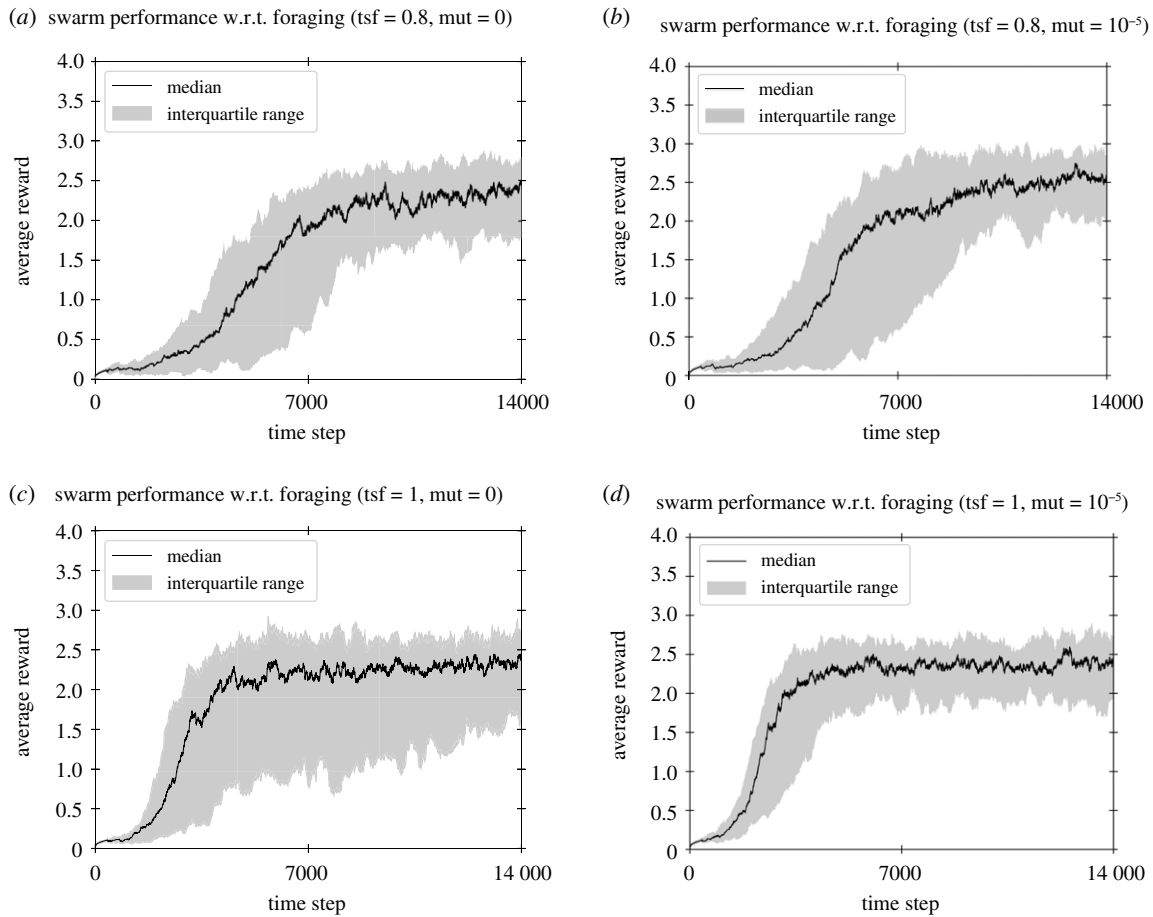 (a) swarm performance w.r.t. foraging (tsf = 0.8, mut = 0)
4.0
3.5
3.0
2.5
2.0
1.5
1.0
0.5
0
average reward
median
interquartile range
0 7000 14000
time step
(b) swarm performance w.r.t. foraging (tsf = 0.8, mut = 10⁻⁵)
4.0
3.5
3.0
2.5
2.0
1.5
1.0
0.5
0
average reward
median
interquartile range
0 7000 14000
time step
(c) swarm performance w.r.t. foraging (tsf = 1, mut = 0)
4.0
3.5
3.0
2.5
2.0
1.5
1.0
0.5
0
average reward
median
interquartile range
0 7000 14 000
time step
(d) swarm performance w.r.t. foraging (tsf = 1, mut = 10⁻⁵)
4.0
3.5
3.0
2.5
2.0
1.5
1.0
0.5
0
average reward
median
interquartile range
0 7000 14 000
time step